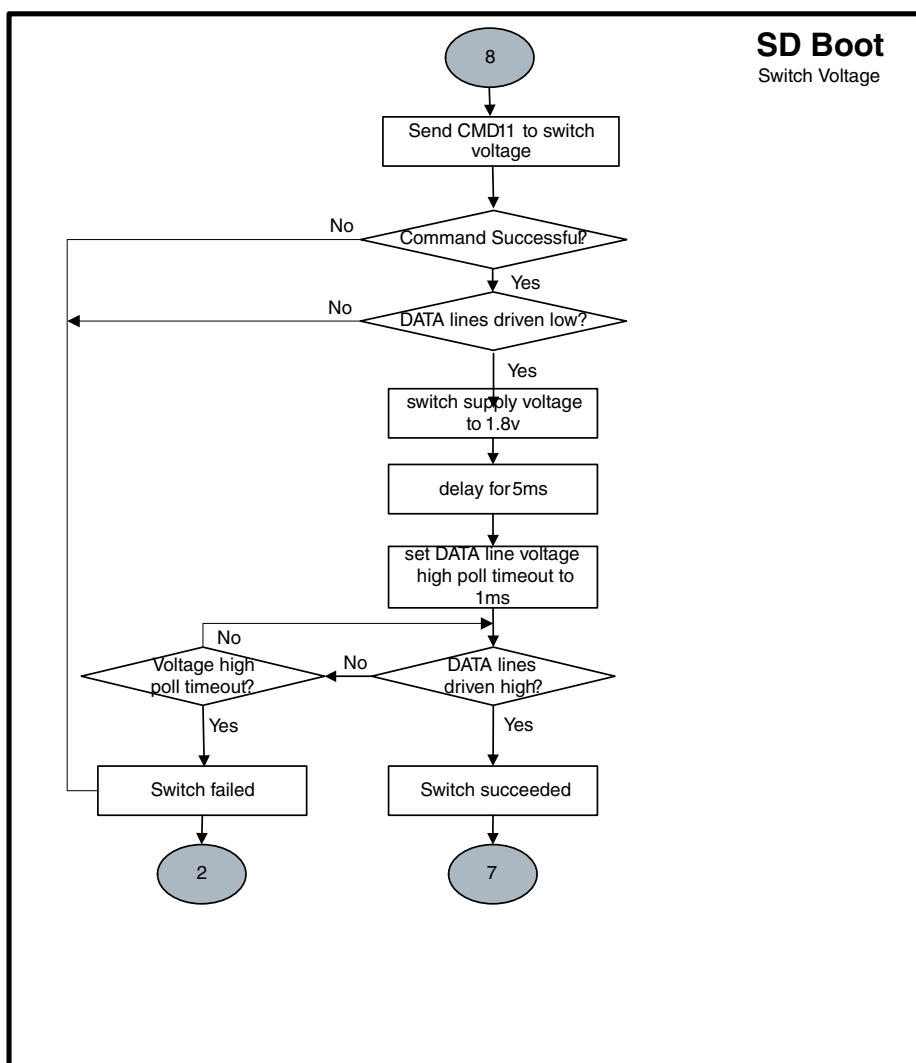 SD Boot
Switch Voltage
8
Send CMD11 to switch
voltage
Command Successful?
No
Yes
DATA lines driven low?
No
Yes
switch supply voltage
to 1.8v
delay for 5ms
set DATA line voltage
high poll timeout to
1ms
No
Voltage high
poll timeout?
No
DATA lines
driven high?
Yes
Yes
Switch failed
Switch succeeded
2
7